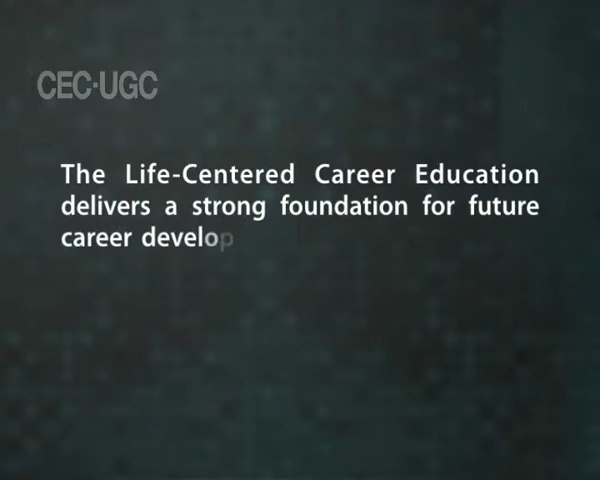 CEC·UGC
The Life-Centered Career Education
delivers a strong foundation for future
career develop